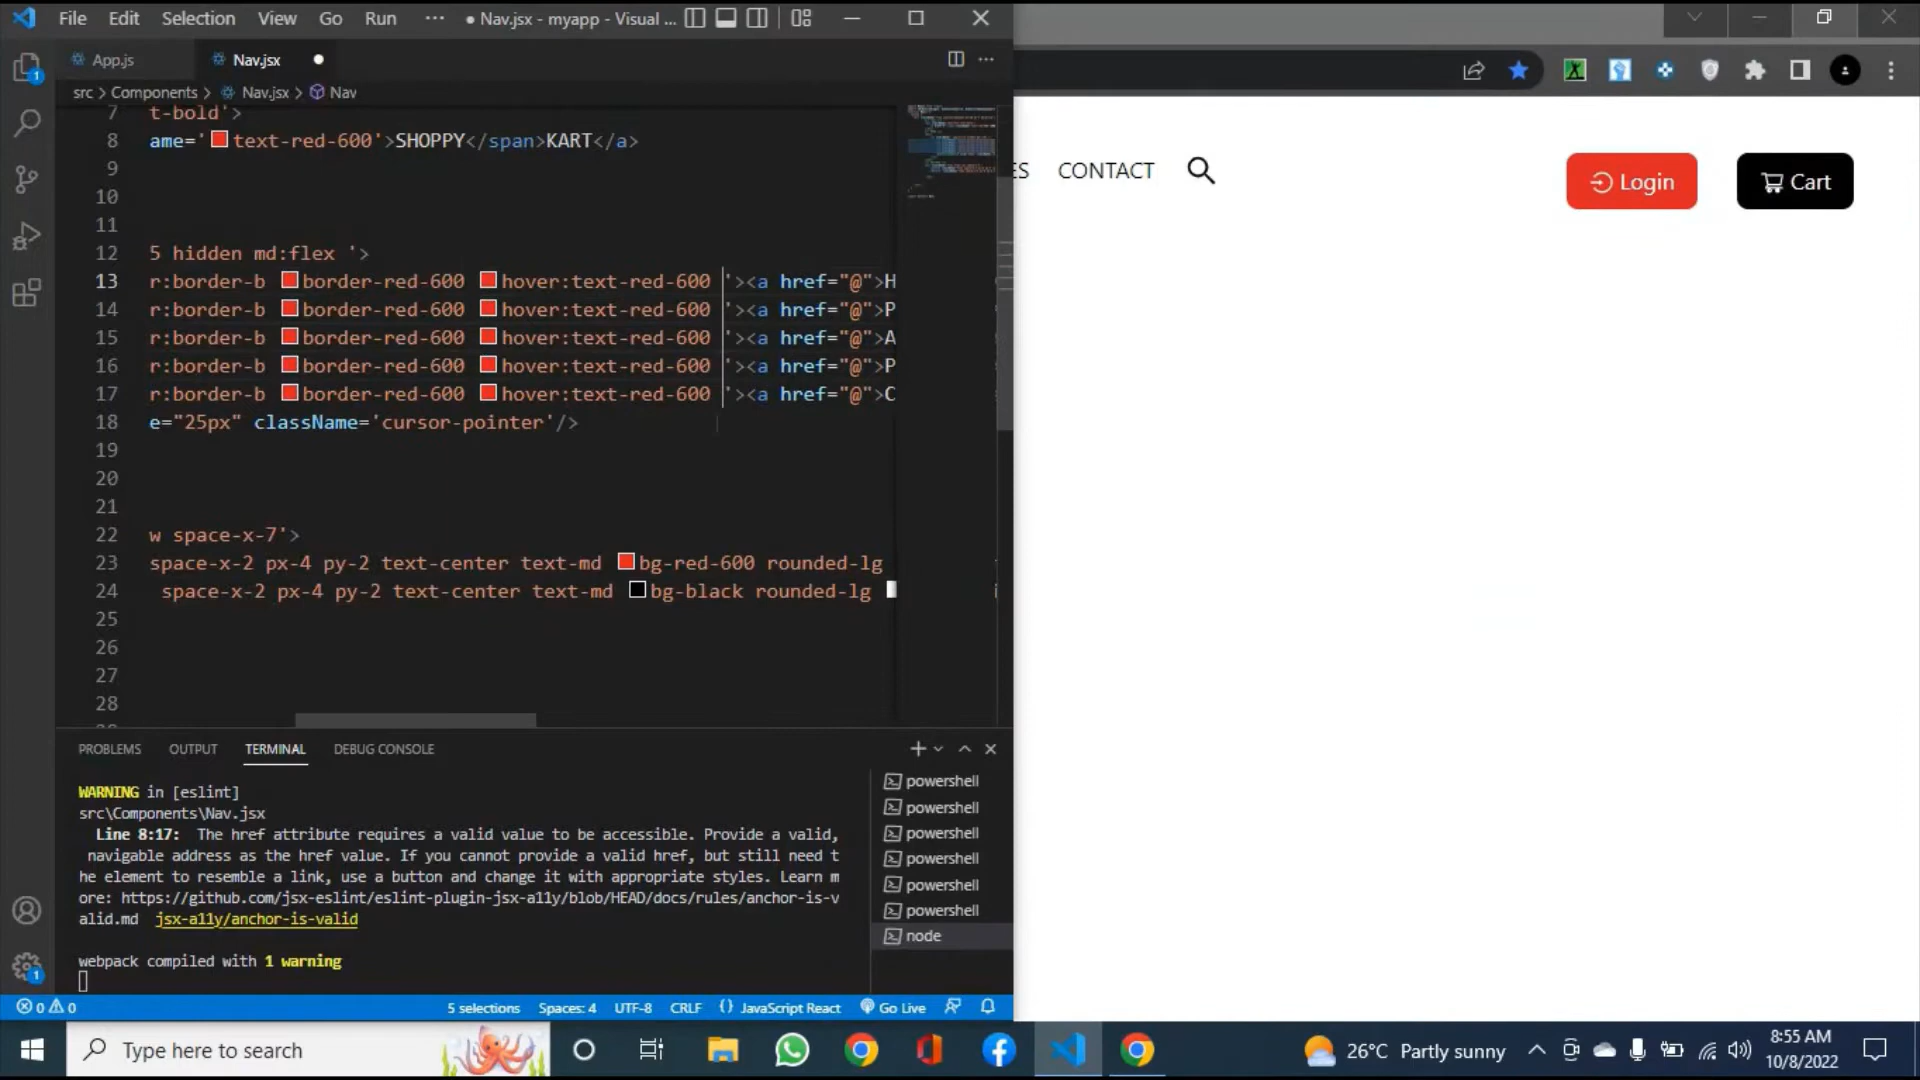 File Edit Selection View Go Run ··· ● Nav.jsx - myapp - Visual ...
App.js Nav.jsx
src > Components > Nav.jsx > Nav
7 t-bold'>
8 ame='text-red-600'>SHOPPY</span>KART</a>
9
10
11
12 5 hidden md:flex '>
13 r:border-b border-red-600 hover:text-red-600 '><a href="@">H
14 r:border-b border-red-600 hover:text-red-600 '><a href="@">P
15 r:border-b border-red-600 hover:text-red-600 '><a href="@">A
16 r:border-b border-red-600 hover:text-red-600 '><a href="@">P
17 r:border-b border-red-600 hover:text-red-600 '><a href="@">C
18 e="25px" className='cursor-pointer'/>
19
20
21
22 w space-x-7'>
23 space-x-2 px-4 py-2 text-center text-md bg-red-600 rounded-lg
24 space-x-2 px-4 py-2 text-center text-md bg-black rounded-lg
25
26
27
28
PROBLEMS OUTPUT TERMINAL DEBUG CONSOLE
WARNING in [eslint]
src\Components\Nav.jsx
Line 8:17: The href attribute requires a valid value to be accessible. Provide a valid,
navigable address as the href value. If you cannot provide a valid href, but still need t
he element to resemble a link, use a button and change it with appropriate styles. Learn m
ore: https://github.com/jsx-eslint/eslint-plugin-jsx-a11y/blob/HEAD/docs/rules/anchor-is-v
alid.md jsx-a11y/anchor-is-valid
webpack compiled with 1 warning
powershell
powershell
powershell
powershell
powershell
powershell
node
0 0 5 selections Spaces: 4 UTF-8 CRLF {} JavaScript React Go Live
ES CONTACT
Login
Cart
Type here to search
26°C Partly sunny
8:55 AM
10/8/2022